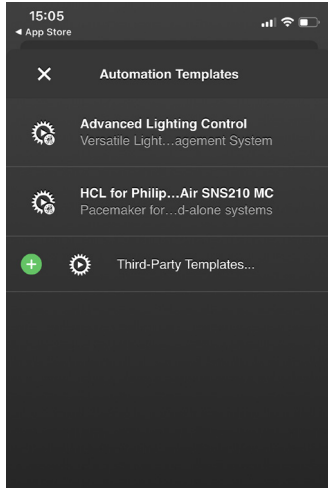 15:05
App Store
Automation Templates
Advanced Lighting Control
Versatile Light...agement System
HCL for Philip...Air SNS210 MC
Pacemaker for...d-alone systems
Third-Party Templates...